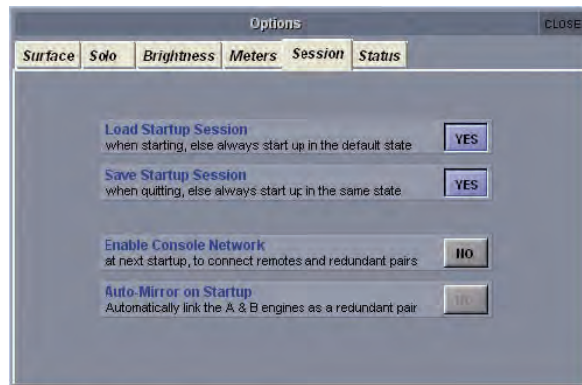 Options
CLOSE
Surface Solo Brightness Meters Session Status
Load Startup Session
when starting, else always start up in the default state
YES
Save Startup Session
when quitting, else always start up in the same state
YES
Enable Console Network
at next startup, to connect remotes and redundant pairs
NO
Auto-Mirror on Startup
Automatically link the A & B engines as a redundant pair
NO